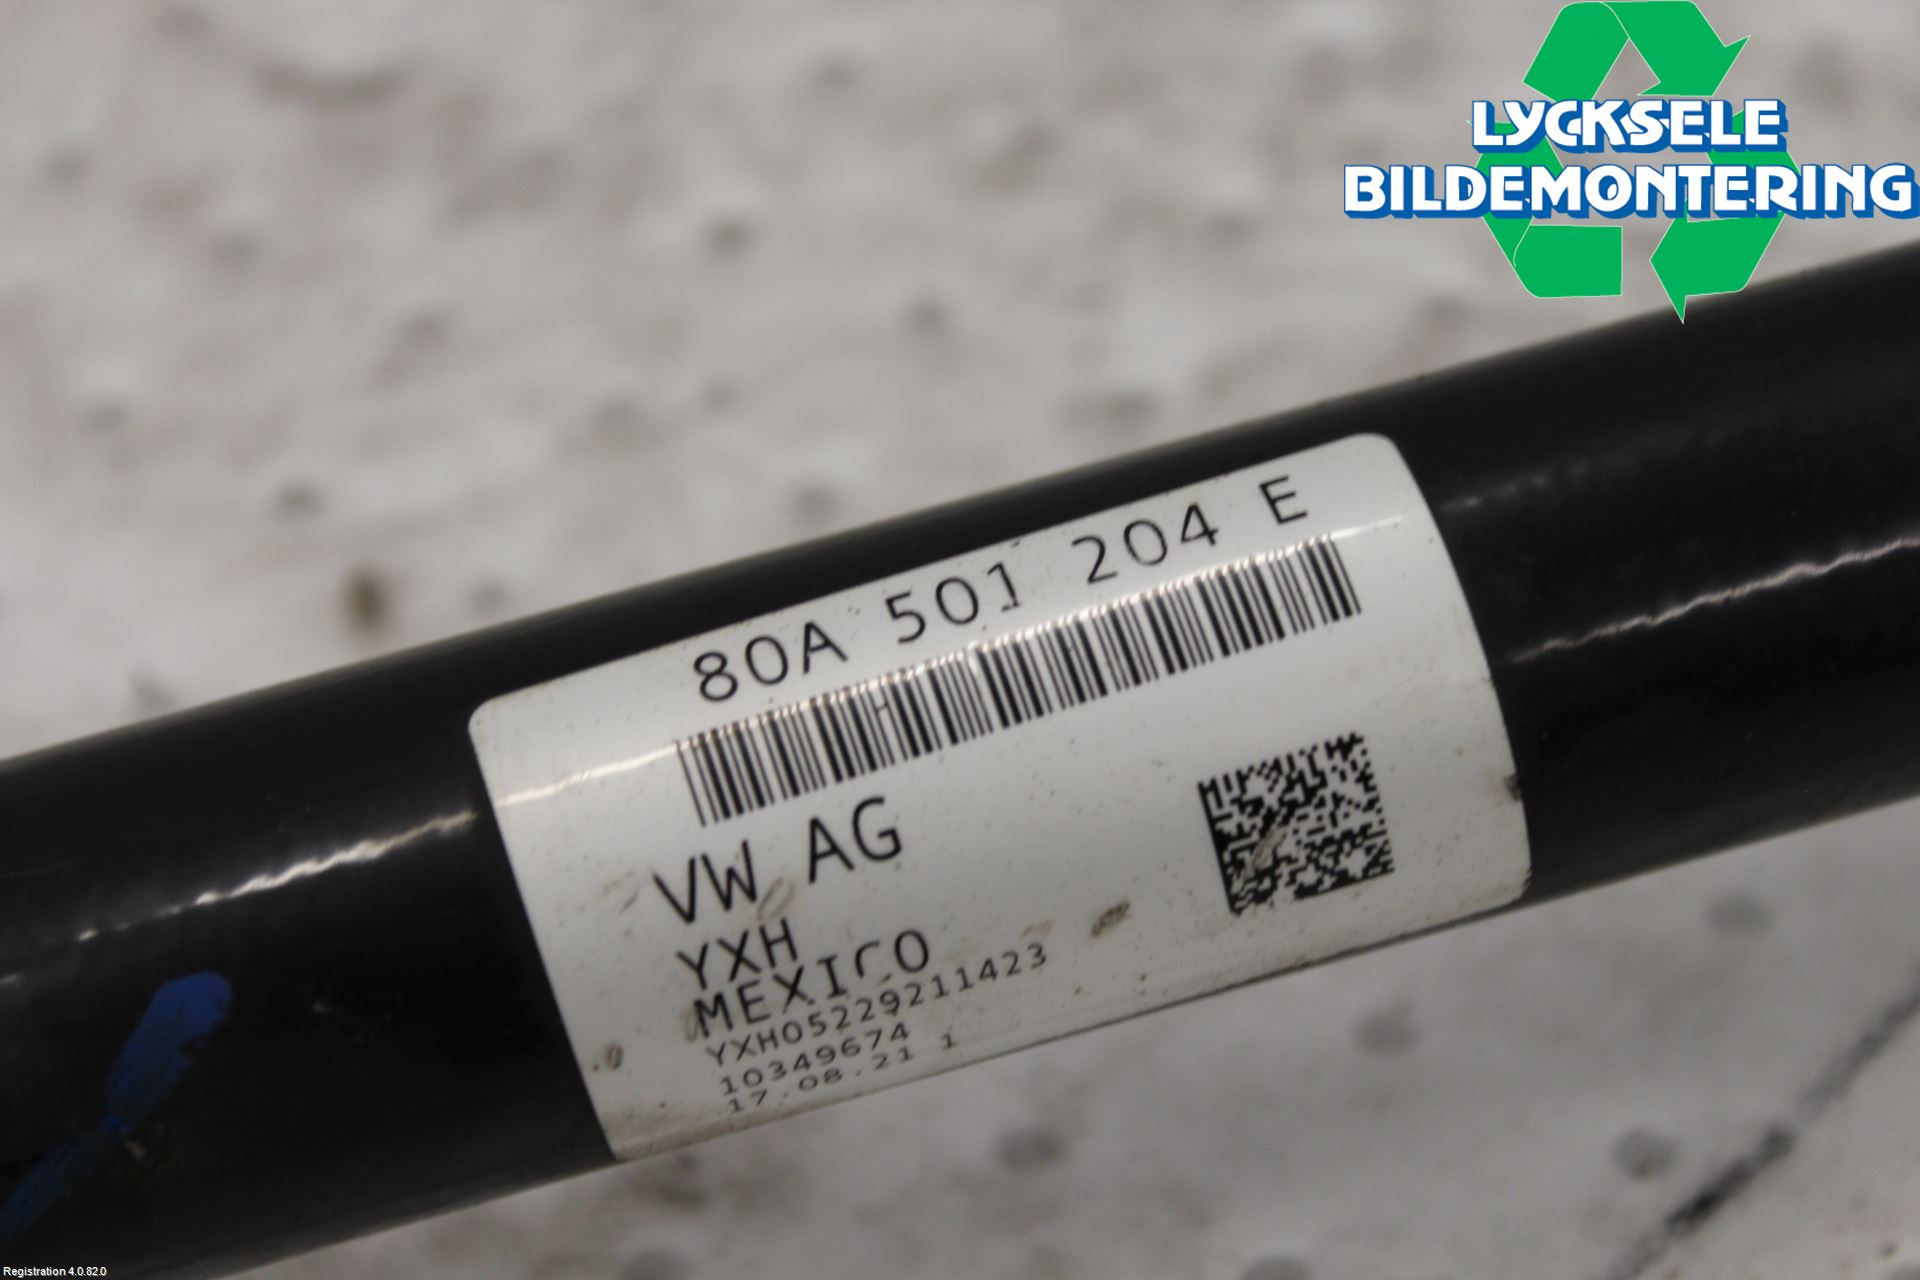 LYCKSELE
BILDEMONTERING
80A 501 204 E
VW AG
YXH
MEXICO
YXH05229211423
10349674
17.08.21 1
Registration 4.0.82.0